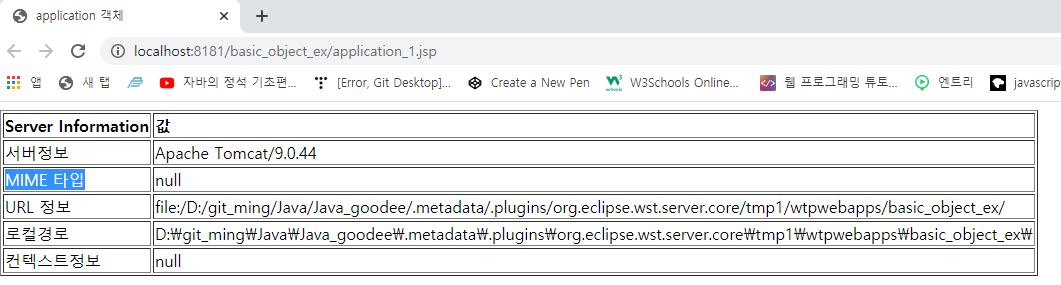 application 객체
localhost:8181/basic_object_ex/application_1.jsp
앱 새 탭 자바의 정석 기초편... [Error, Git Desktop]... Create a New Pen W3Schools Online... 웹 프로그래밍 튜토... 엔트리 javascrip
Server Information 값
서버정보 Apache Tomcat/9.0.44
MIME 타입 null
URL 정보 file:/D:/git_ming/Java/Java_goodee/.metadata/.plugins/org.eclipse.wst.server.core/tmp1/wtpwebapps/basic_object_ex/
로컬경로 D:₩git_ming₩Java₩Java_goodee₩.metadata₩.plugins₩org.eclipse.wst.server.core₩tmp1₩wtpwebapps₩basic_object_ex₩
컨텍스트정보 null